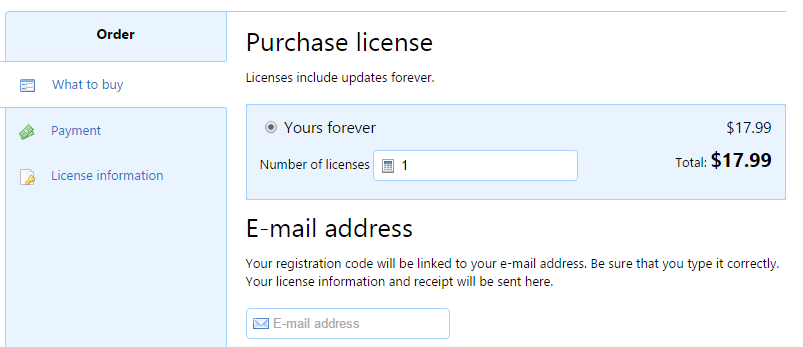 Order
What to buy
Payment
License information
Purchase license
Licenses include updates forever.
Yours forever $17.99
Number of licenses 1 Total: $17.99
E-mail address
Your registration code will be linked to your e-mail address. Be sure that you type it correctly.
Your license information and receipt will be sent here.
E-mail address